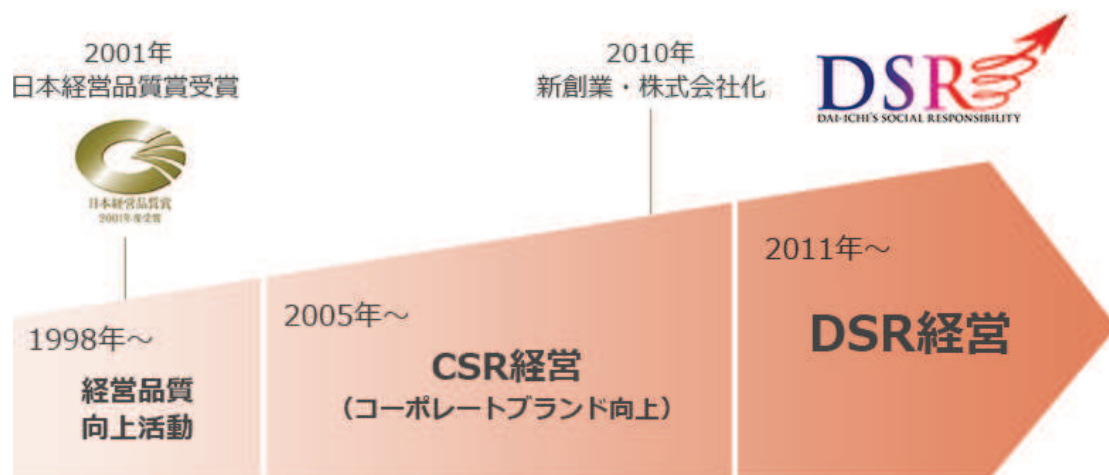 2001年
日本経営品質賞受賞
日本経営品質賞
2001年度受賞
2010年
新創業・株式会社化
DSR
DAI-ICHI'S SOCIAL RESPONSIBILITY
1998年～
経営品質
向上活動
2005年～
CSR経営
（コーポレートブランド向上）
2011年～
DSR経営